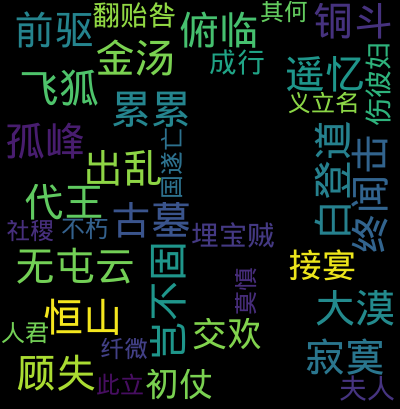 前驱
翻贻咎
俯临
其何
铜斗
金汤
成行
遥忆
伤彼妇
飞狐
累累
义立名
孤峰
国遂亡
白登道
终闻击
出乱
代王
古墓
社稷
不朽
埋宝贼
无屯云
岂不固
莫慎
接宴
恒山
大漠
人君
纤微
交欢
寂寞
顾失
此立
初仗
夫人